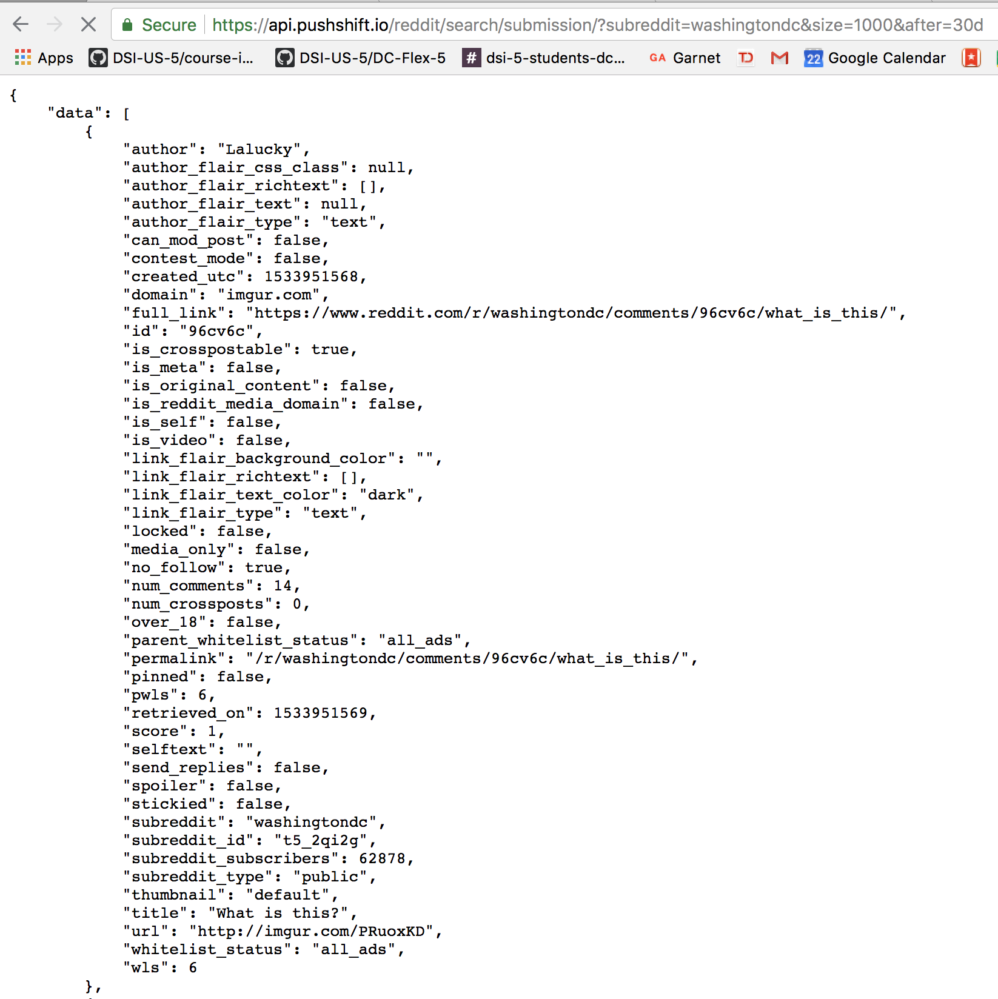 Secure https://api.pushshift.io/reddit/search/submission/?subreddit=washingtondc&size=1000&after=30d
Apps DSI-US-5/course-i... DSI-US-5/DC-Flex-5 # dsi-5-students-dc... GA Garnet TD M 22 Google Calendar
{
    "data": [
        {
            "author": "Lalucky",
            "author_flair_css_class": null,
            "author_flair_richtext": [],
            "author_flair_text": null,
            "author_flair_type": "text",
            "can_mod_post": false,
            "contest_mode": false,
            "created_utc": 1533951568,
            "domain": "imgur.com",
            "full_link": "https://www.reddit.com/r/washingtondc/comments/96cv6c/what_is_this/",
            "id": "96cv6c",
            "is_crosspostable": true,
            "is_meta": false,
            "is_original_content": false,
            "is_reddit_media_domain": false,
            "is_self": false,
            "is_video": false,
            "link_flair_background_color": "",
            "link_flair_richtext": [],
            "link_flair_text_color": "dark",
            "link_flair_type": "text",
            "locked": false,
            "media_only": false,
            "no_follow": true,
            "num_comments": 14,
            "num_crossposts": 0,
            "over_18": false,
            "parent_whitelist_status": "all_ads",
            "permalink": "/r/washingtondc/comments/96cv6c/what_is_this/",
            "pinned": false,
            "pwls": 6,
            "retrieved_on": 1533951569,
            "score": 1,
            "selftext": "",
            "send_replies": false,
            "spoiler": false,
            "stickied": false,
            "subreddit": "washingtondc",
            "subreddit_id": "t5_2qi2g",
            "subreddit_subscribers": 62878,
            "subreddit_type": "public",
            "thumbnail": "default",
            "title": "What is this?",
            "url": "http://imgur.com/PRuoxKD",
            "whitelist_status": "all_ads",
            "wls": 6
        },